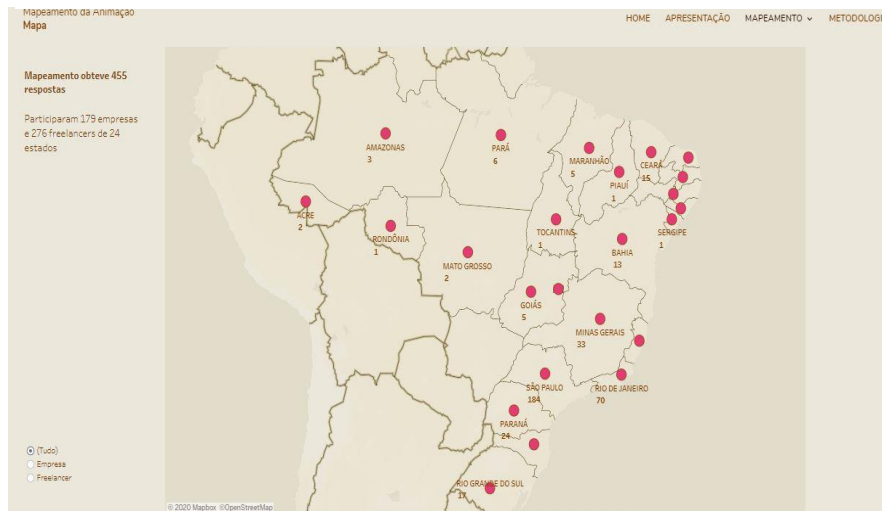 Mapeamento da Animação
Mapa
HOME APRESENTAÇÃO MAPEAMENTO METODOLOGI
Mapeamento obteve 455
respostas
Participaram 179 empresas
e 276 freelancers de 24
estados
AMAZONAS
3
PARÁ
6
MARANHÃO
5
CEARÁ
15
PIAUÍ
1
ACRE
2
RONDÔNIA
1
TOCANTINS
1
SERGIPE
1
BAHIA
13
MATO GROSSO
2
GOIÁS
5
MINAS GERAIS
33
SÃO PAULO
184
RIO DE JANEIRO
70
PARANÁ
24
RIO GRANDE DO SUL
17
(Tudo)
Empresa
Freelancer
© 2020 Mapbox ©OpenStreetMap